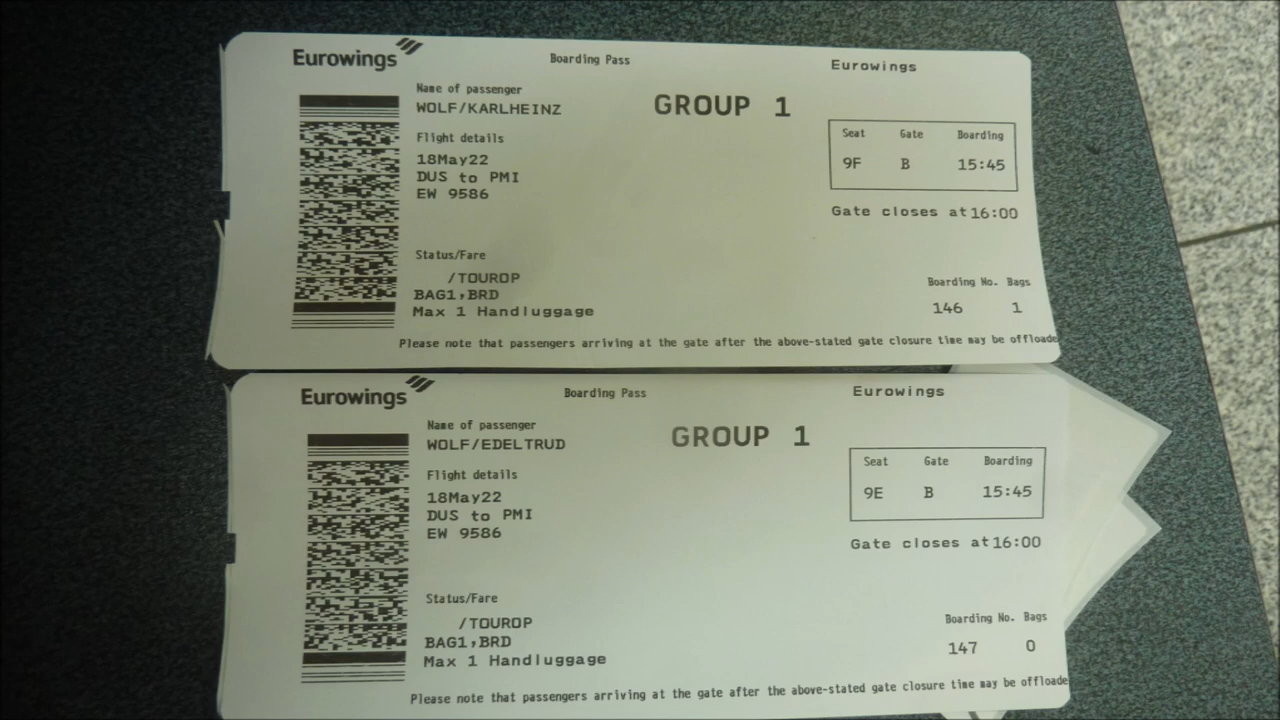 Eurowings
Boarding Pass
Eurowings
Name of passenger
WOLF/KARLHEINZ
GROUP 1
Flight details
18May22
DUS to PMI
EW 9586
Seat Gate Boarding
9F B 15:45
Gate closes at 16:00
Status/Fare
/TOUROP
BAG1,BRD
Max 1 Handluggage
Boarding No. Bags
146 1
Please note that passengers arriving at the gate after the above-stated gate closure time may be offloade
Eurowings
Boarding Pass
Eurowings
Name of passenger
WOLF/EDELTRUD
GROUP 1
Flight details
18May22
DUS to PMI
EW 9586
Seat Gate Boarding
9E B 15:45
Gate closes at 16:00
Status/Fare
/TOUROP
BAG1,BRD
Max 1 Handluggage
Boarding No. Bags
147 0
Please note that passengers arriving at the gate after the above-stated gate closure time may be offloade